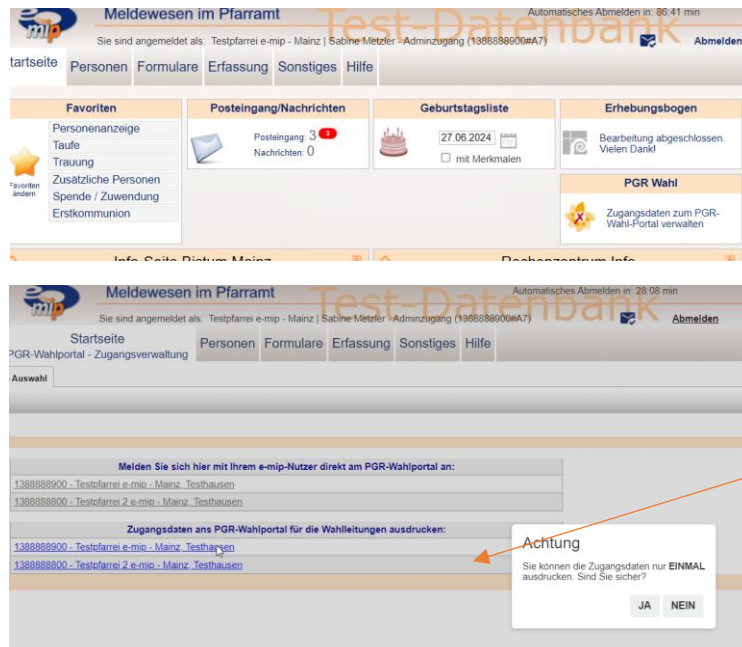 e-mip
Meldewesen im Pfarramt
Test-Datenbank
Automatisches Abmelden in: 86:41 min
Sie sind angemeldet als: Testpfarrei e-mip - Mainz | Sabine Metzler - Adminzugang (1388888900#A7)
Abmelden
tartseite Personen Formulare Erfassung Sonstiges Hilfe
Favoriten
Personenanzeige
Taufe
Trauung
Zusätzliche Personen
Spende / Zuwendung
Erstkommunion
Favoriten
ändern
Posteingang/Nachrichten
Posteingang: 3 3
Nachrichten: 0
Geburtstagsliste
27.06.2024
mit Merkmalen
Erhebungsbogen
Bearbeitung abgeschlossen.
Vielen Dank!
PGR Wahl
Zugangsdaten zum PGR-
Wahl-Portal verwalten
Info-Seite Bistum Mainz
Rechenzentrum Info
e-mip
Meldewesen im Pfarramt
Test-Datenbank
Automatisches Abmelden in: 28:08 min
Sie sind angemeldet als: Testpfarrei e-mip - Mainz | Sabine Metzler - Adminzugang (1388888900#A7)
Abmelden
Startseite Personen Formulare Erfassung Sonstiges Hilfe
PGR-Wahlportal - Zugangsverwaltung
Auswahl
Melden Sie sich hier mit Ihrem e-mip-Nutzer direkt am PGR-Wahlportal an:
1388888900 - Testpfarrei e-mip - Mainz, Testhausen
1388888800 - Testpfarrei 2 e-mip - Mainz, Testhausen
Zugangsdaten ans PGR-Wahlportal für die Wahlleitungen ausdrucken:
1388888900 - Testpfarrei e-mip - Mainz, Testhausen
1388888800 - Testpfarrei 2 e-mip - Mainz, Testhausen
Achtung
Sie können die Zugangsdaten nur EINMAL
ausdrucken. Sind Sie sicher?
JA NEIN